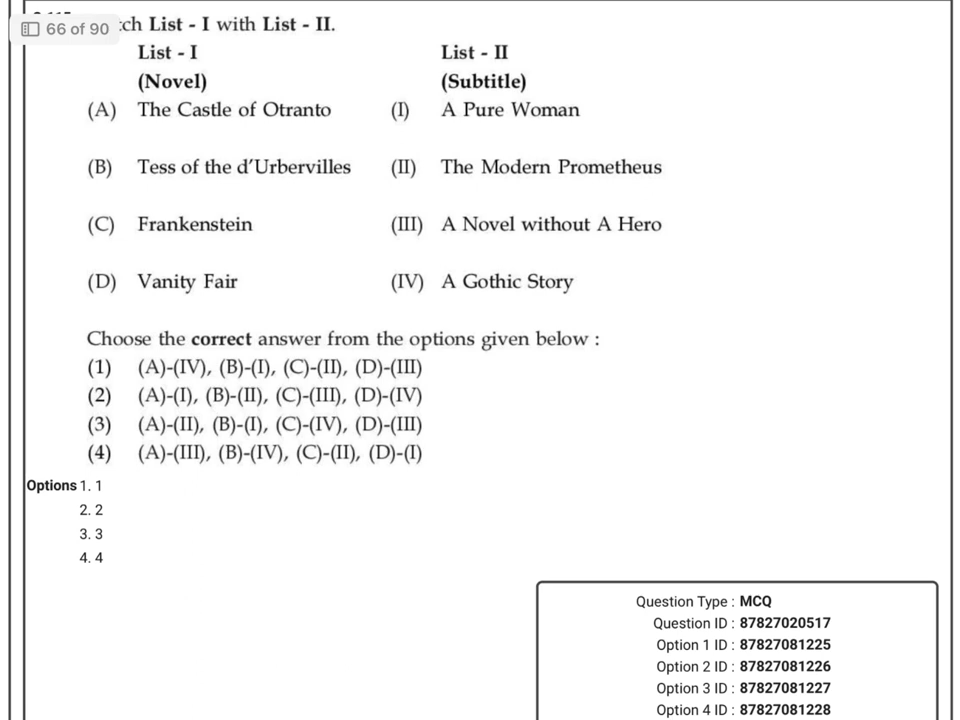 66 of 90
ch List - I with List - II.
List - I List - II
(Novel) (Subtitle)
(A) The Castle of Otranto (I) A Pure Woman
(B) Tess of the d'Urbervilles (II) The Modern Prometheus
(C) Frankenstein (III) A Novel without A Hero
(D) Vanity Fair (IV) A Gothic Story
Choose the correct answer from the options given below :
(1) (A)-(IV), (B)-(I), (C)-(II), (D)-(III)
(2) (A)-(I), (B)-(II), (C)-(III), (D)-(IV)
(3) (A)-(II), (B)-(I), (C)-(IV), (D)-(III)
(4) (A)-(III), (B)-(IV), (C)-(II), (D)-(I)
Options 1. 1
2. 2
3. 3
4. 4
Question Type : MCQ
Question ID : 87827020517
Option 1 ID : 87827081225
Option 2 ID : 87827081226
Option 3 ID : 87827081227
Option 4 ID : 87827081228